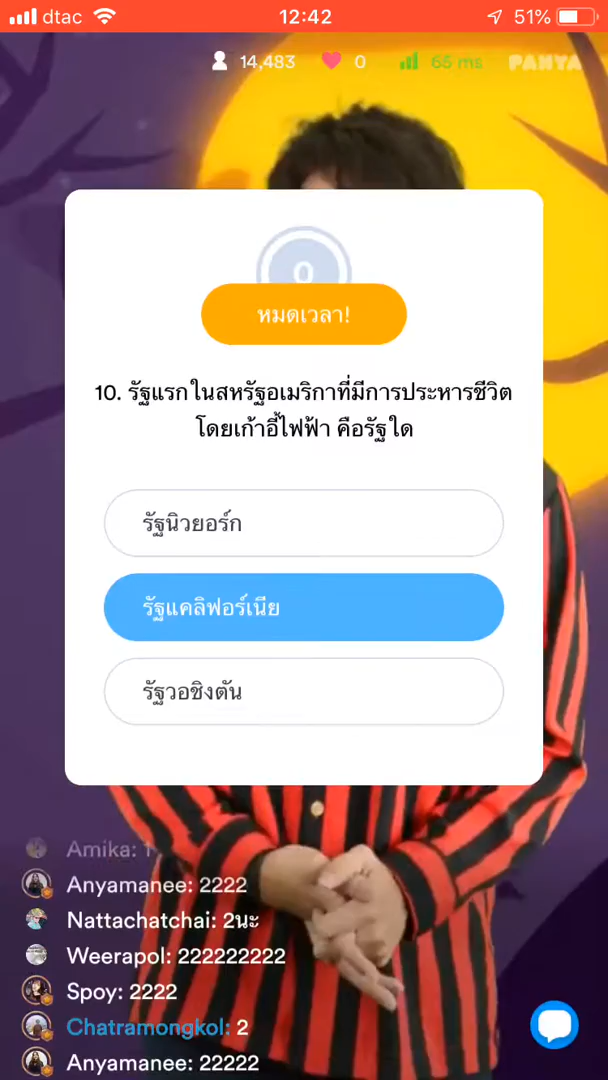 dtac 12:42 51%
14,483 0 65 ms PANYA
0
หมดเวลา!
10. รัฐแรกในสหรัฐอเมริกาที่มีการประหารชีวิต
โดยเก้าอี้ไฟฟ้า คือรัฐใด
รัฐนิวยอร์ก
รัฐแคลิฟอร์เนีย
รัฐวอชิงตัน
Amika: 1
Anyamanee: 2222
Nattachatchai: 2นะ
Weerapol: 222222222
Spoy: 2222
Chatramongkol: 2
Anyamanee: 22222